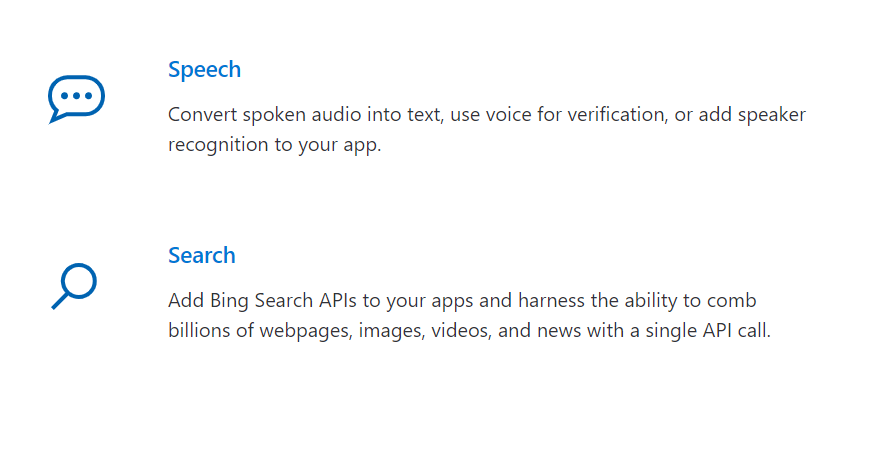 Speech
Convert spoken audio into text, use voice for verification, or add speaker
recognition to your app.
Search
Add Bing Search APIs to your apps and harness the ability to comb
billions of webpages, images, videos, and news with a single API call.